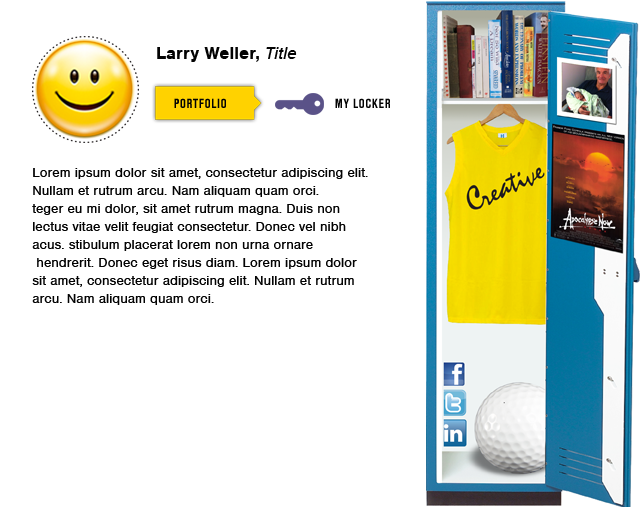 Larry Weller, Title
PORTFOLIO
MY LOCKER
Lorem ipsum dolor sit amet, consectetur adipiscing elit.
Nullam et rutrum arcu. Nam aliquam quam orci.
teger eu mi dolor, sit amet rutrum magna. Duis non
lectus vitae velit feugiat consectetur. Donec vel nibh
acus. stibulum placerat lorem non urna ornare
hendrerit. Donec eget risus diam. Lorem ipsum dolor
sit amet, consectetur adipiscing elit. Nullam et rutrum
arcu. Nam aliquam quam orci.
Creative
Apocalypse Now
f
t
in